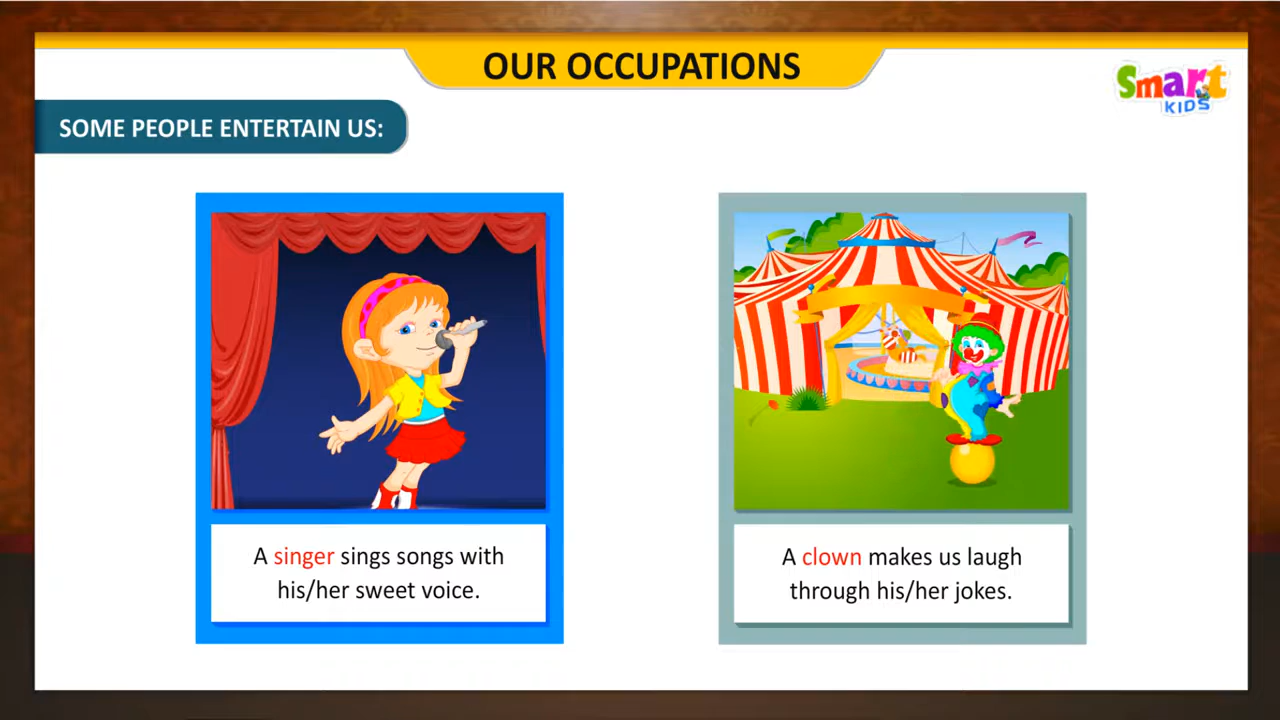 OUR OCCUPATIONS
Smart
KIDS
SOME PEOPLE ENTERTAIN US:
A singer sings songs with
his/her sweet voice.
A clown makes us laugh
through his/her jokes.